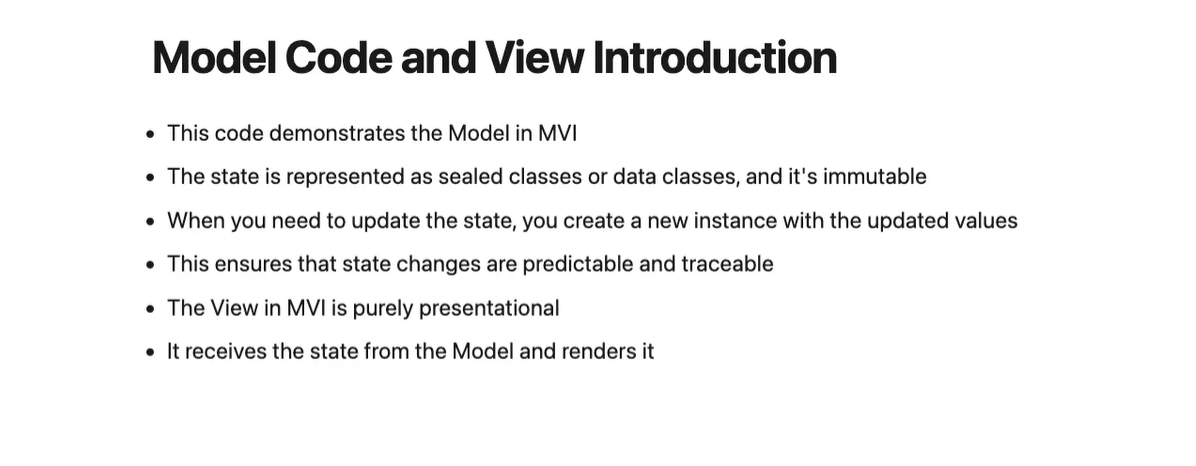 Model Code and View Introduction
• This code demonstrates the Model in MVI
• The state is represented as sealed classes or data classes, and it's immutable
• When you need to update the state, you create a new instance with the updated values
• This ensures that state changes are predictable and traceable
• The View in MVI is purely presentational
• It receives the state from the Model and renders it